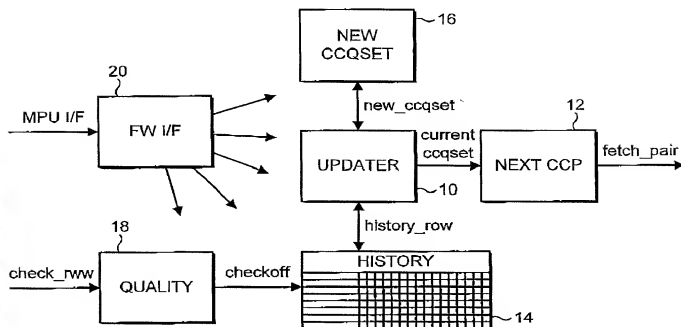 16
NEW
CCQSET
20
MPU I/F
FW I/F
new_ccqset
12
current
ccqset
UPDATER
NEXT CCP
fetch_pair
10
history_row
18
check_rww
QUALITY
checkoff
HISTORY
14